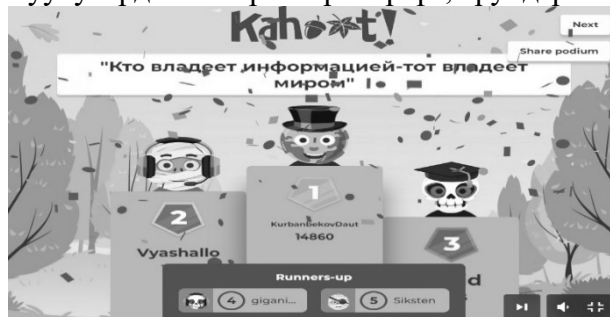 Kahoot!
Next
Share podium
"Кто владеет информацией-тот владеет
миром"
1
KurbanbekovDaut
14860
2
Vyashallo
3
d
Runners-up
4 gigani...
5 Siksten